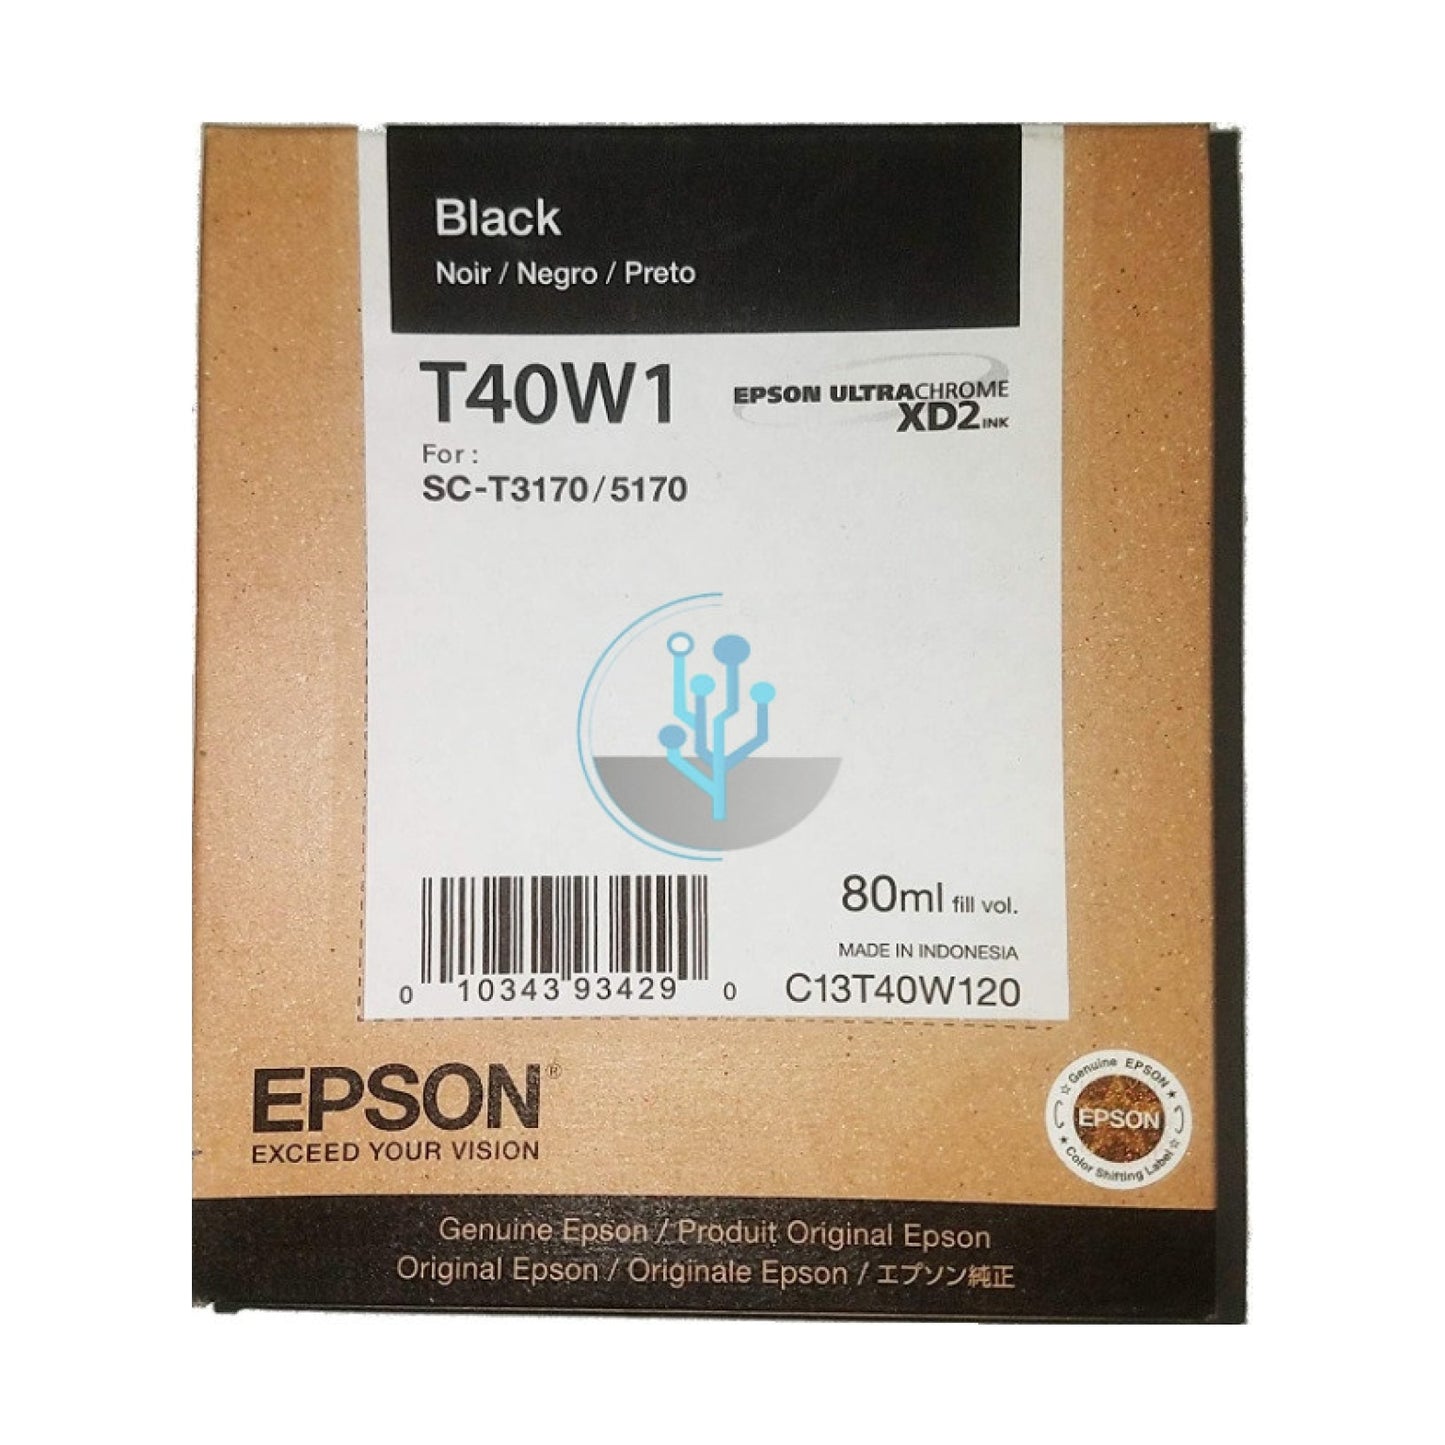 Black
Noir / Negro / Preto
T40W1
EPSON ULTRACHROME
XD2 INK
For :
SC-T3170/5170
80ml fill vol.
MADE IN INDONESIA
0 10343 93429 0
C13T40W120
EPSON®
EXCEED YOUR VISION
Genuine EPSON
EPSON
Color Shifting Label
Genuine Epson / Produit Original Epson
Original Epson / Originale Epson / エプソン純正